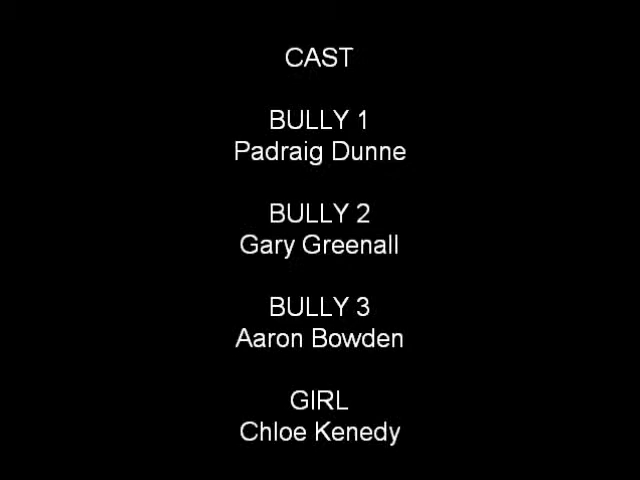 CAST
BULLY 1
Padraig Dunne
BULLY 2
Gary Greenall
BULLY 3
Aaron Bowden
GIRL
Chloe Kenedy